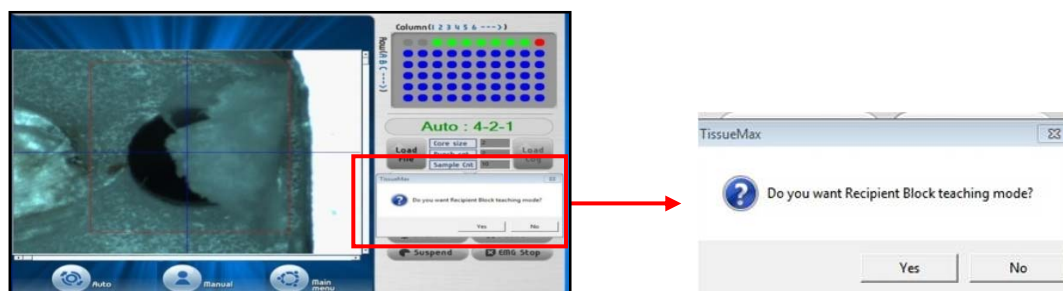 Column(1 2 3 4 5 6 --->)
Row(A B C --->)
Auto : 4-2-1
Load
File
Core size
Sample Cnt
10
Load
TissueMax
Do you want Recipient Block teaching mode?
Yes
No
Suspend
EMG Stop
Auto
Manual
Main
menu
TissueMax
Do you want Recipient Block teaching mode?
Yes
No